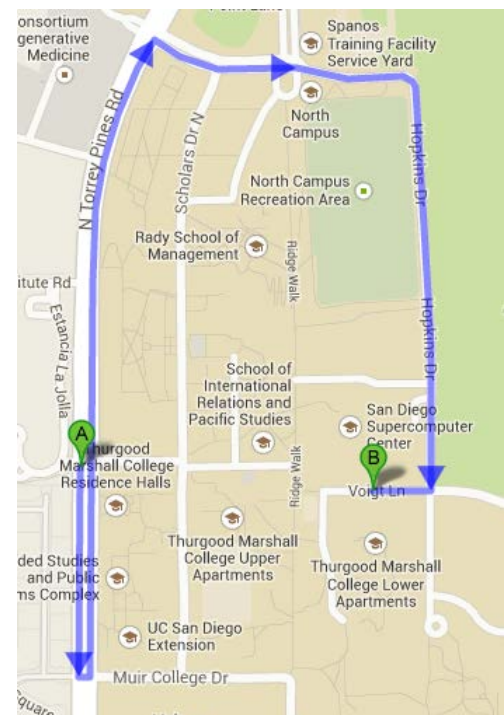 onsortium
generative
Medicine
Spanos
Training Facility
Service Yard
North
Campus
N Torrey Pines Rd
Scholars Dr N
Hopkins Dr
North Campus
Recreation Area
Rady School of
Management
Ridge Walk
itute Rd
Estancia La Jolla
Hopkins Dr
School of
International
Relations and
Pacific Studies
San Diego
Supercomputer
Center
A
Thurgood
Marshall College
Residence Halls
B
Ridge Walk
Voigt Ln
Thurgood Marshall
College Upper
Apartments
Thurgood Marshall
College Lower
Apartments
ded Studies
and Public
ms Complex
UC San Diego
Extension
Muir College Dr
Square